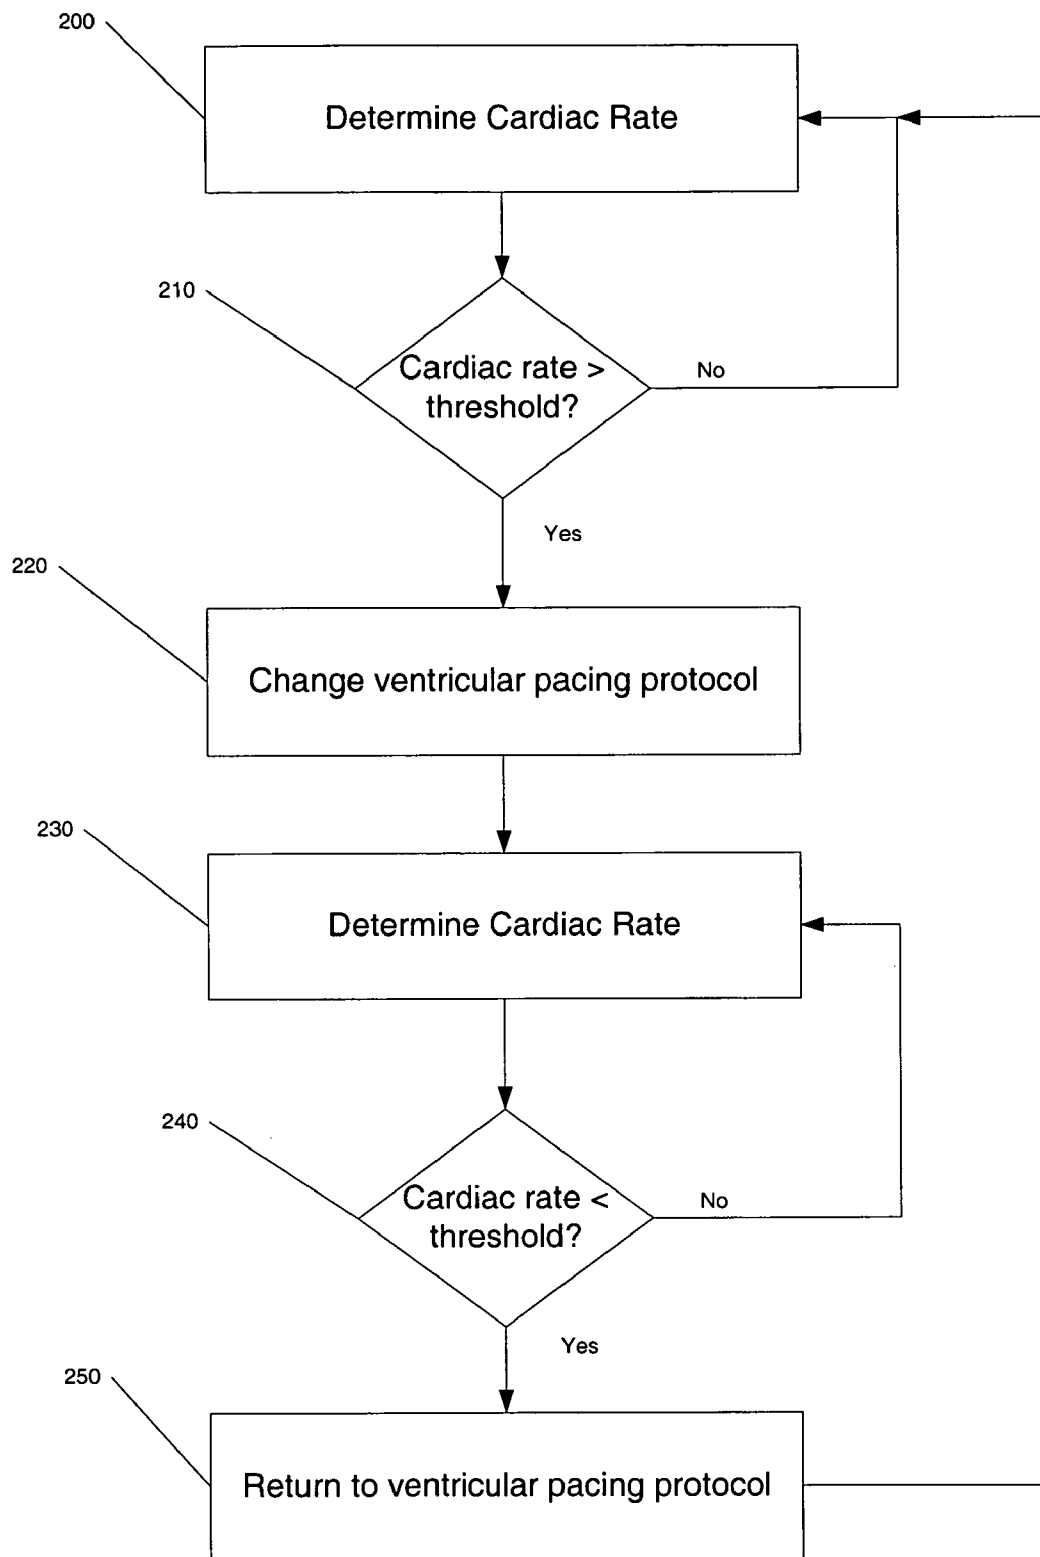 200
Determine Cardiac Rate
210
Cardiac rate >
threshold?
No
Yes
220
Change ventricular pacing protocol
230
Determine Cardiac Rate
240
Cardiac rate <
threshold?
No
Yes
250
Return to ventricular pacing protocol